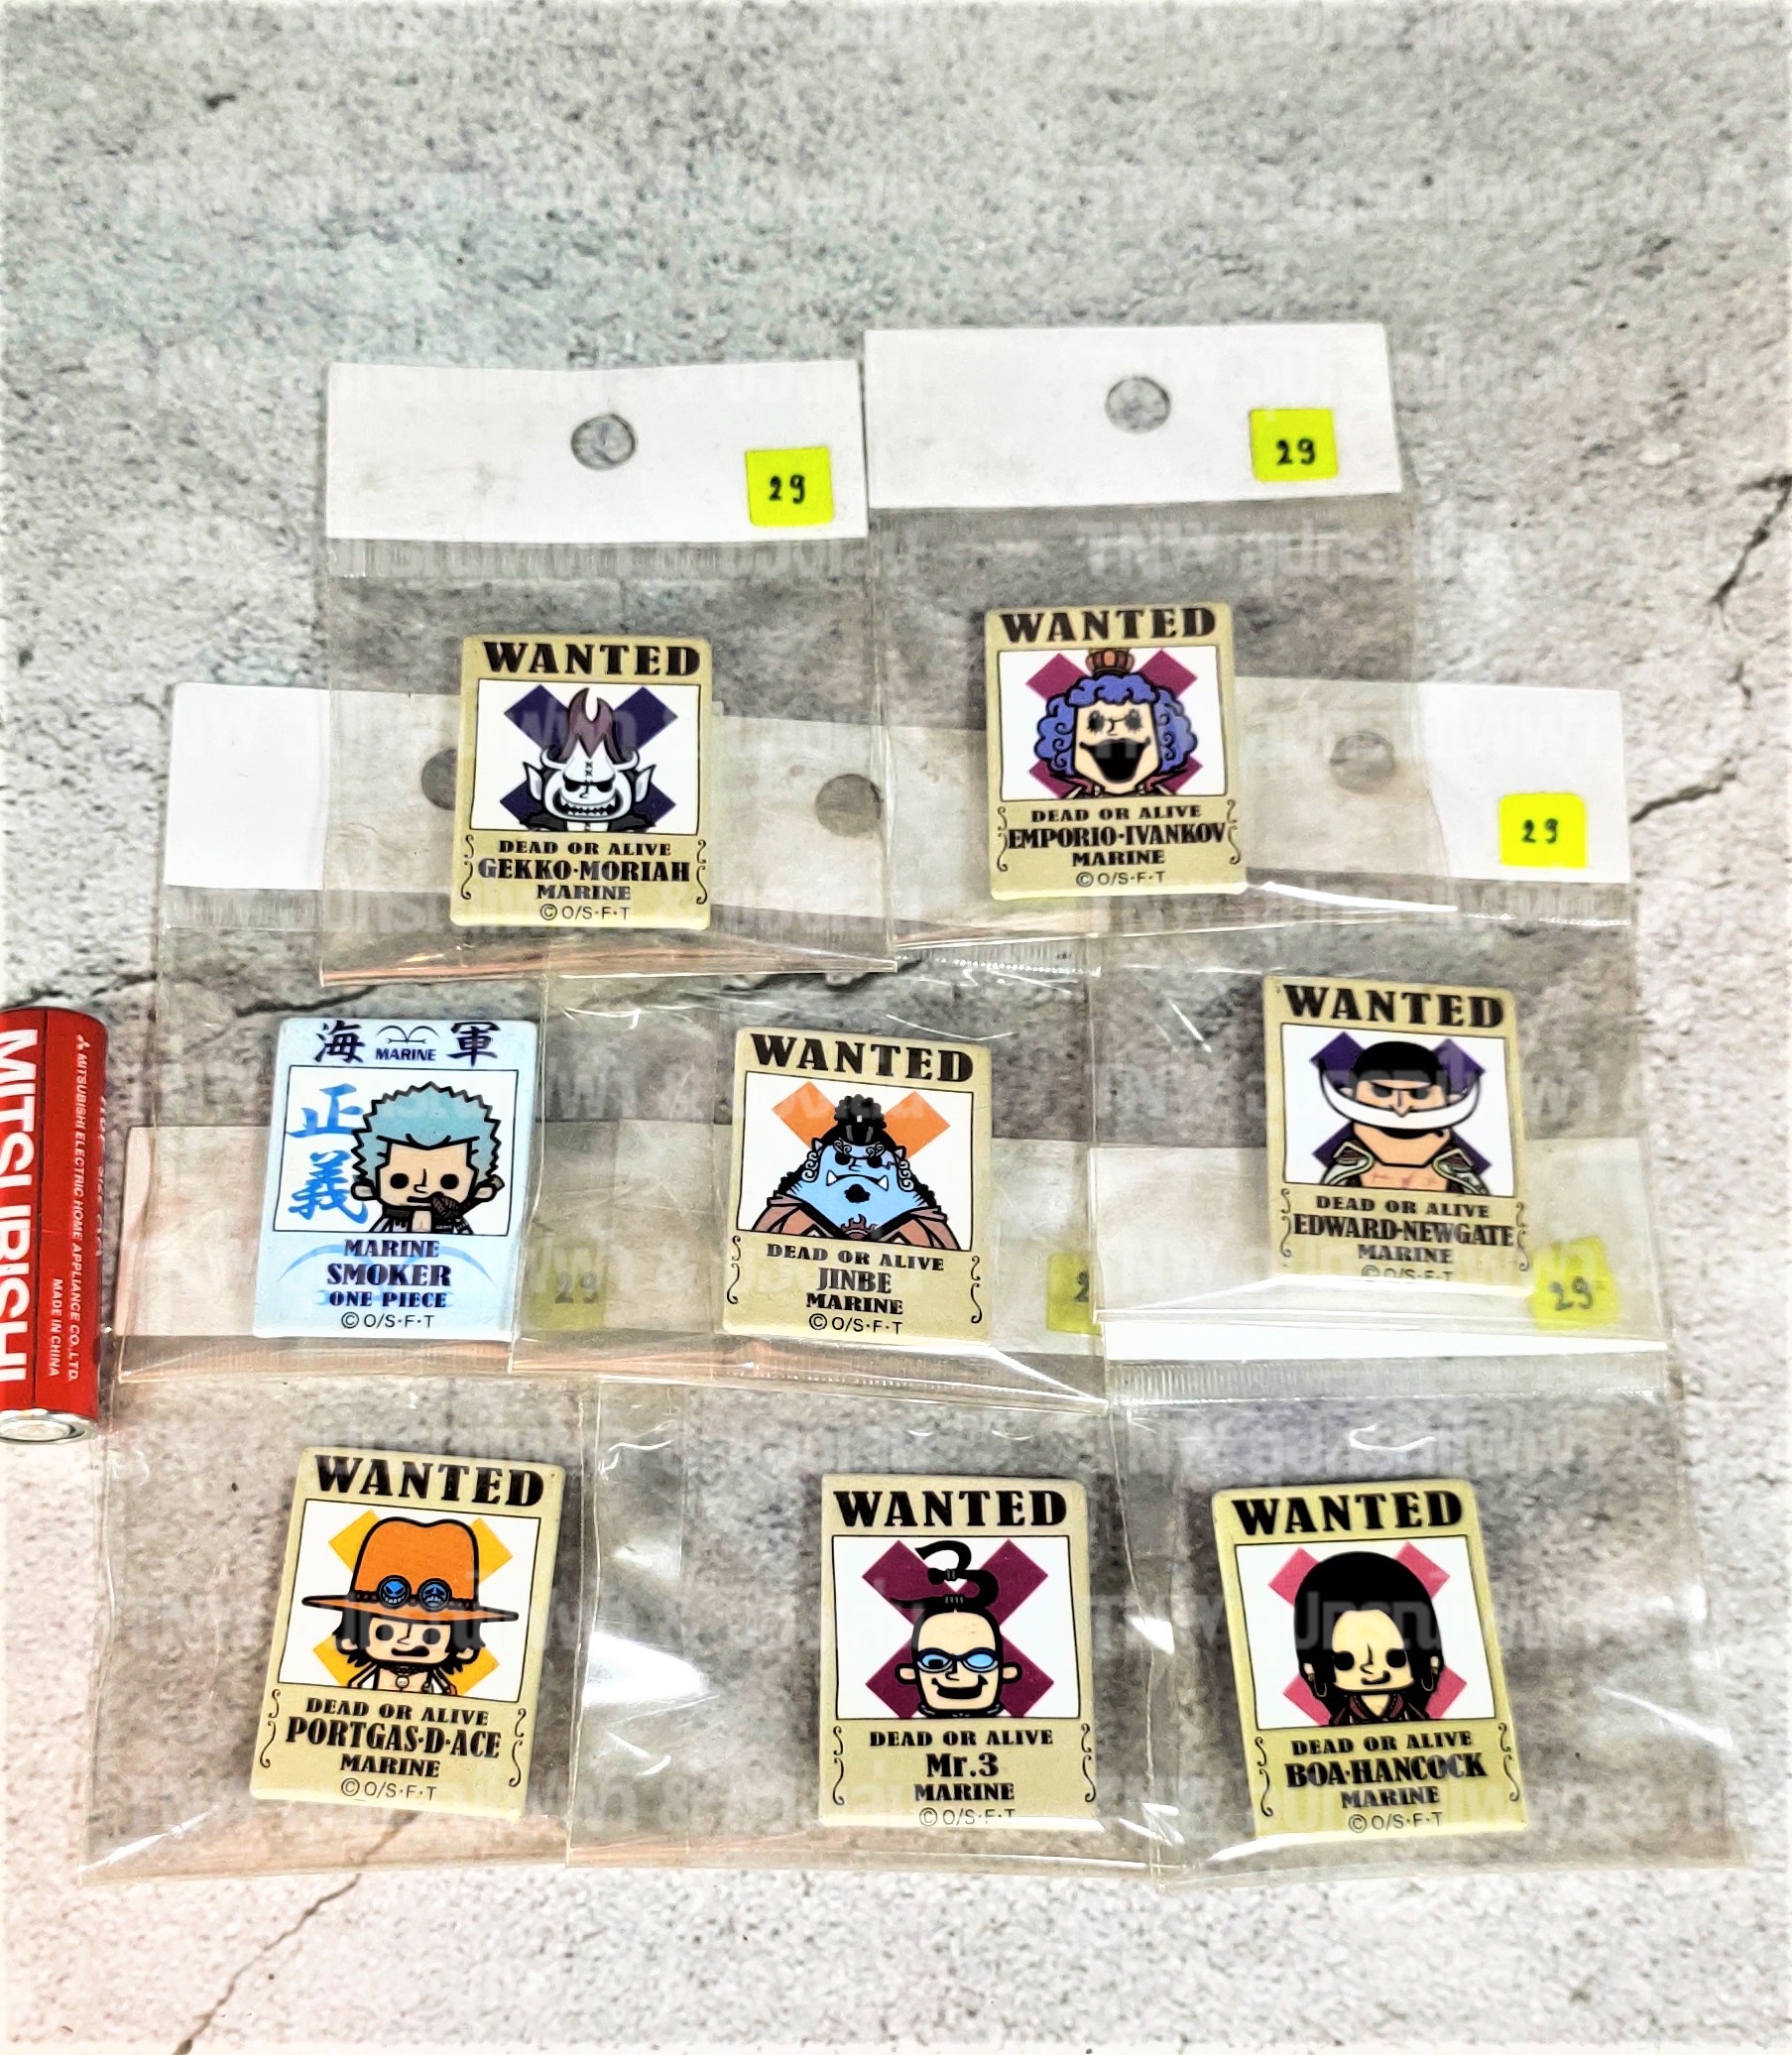 29
29
WANTED
DEAD OR ALIVE
GEKKO·MORIAH
MARINE
©O/S·F·T
WANTED
DEAD OR ALIVE
EMPORIO·IVANKOV
MARINE
©O/S·F·T
29
海 MARINE 軍
正義
MARINE
SMOKER
ONE PIECE
©O/S·F·T
WANTED
DEAD OR ALIVE
JINBE
MARINE
©O/S·F·T
WANTED
DEAD OR ALIVE
EDWARD·NEWGATE
MARINE
©O/S·F·T
29
29
MITSUBISHI
MITSUBISHI ELECTRIC HOME APPLIANCE CO.,LTD.
MADE IN CHINA
WANTED
DEAD OR ALIVE
PORTGAS·D·ACE
MARINE
©O/S·F·T
WANTED
DEAD OR ALIVE
Mr.3
MARINE
©O/S·F·T
WANTED
DEAD OR ALIVE
BOA·HANCOCK
MARINE
©O/S·F·T